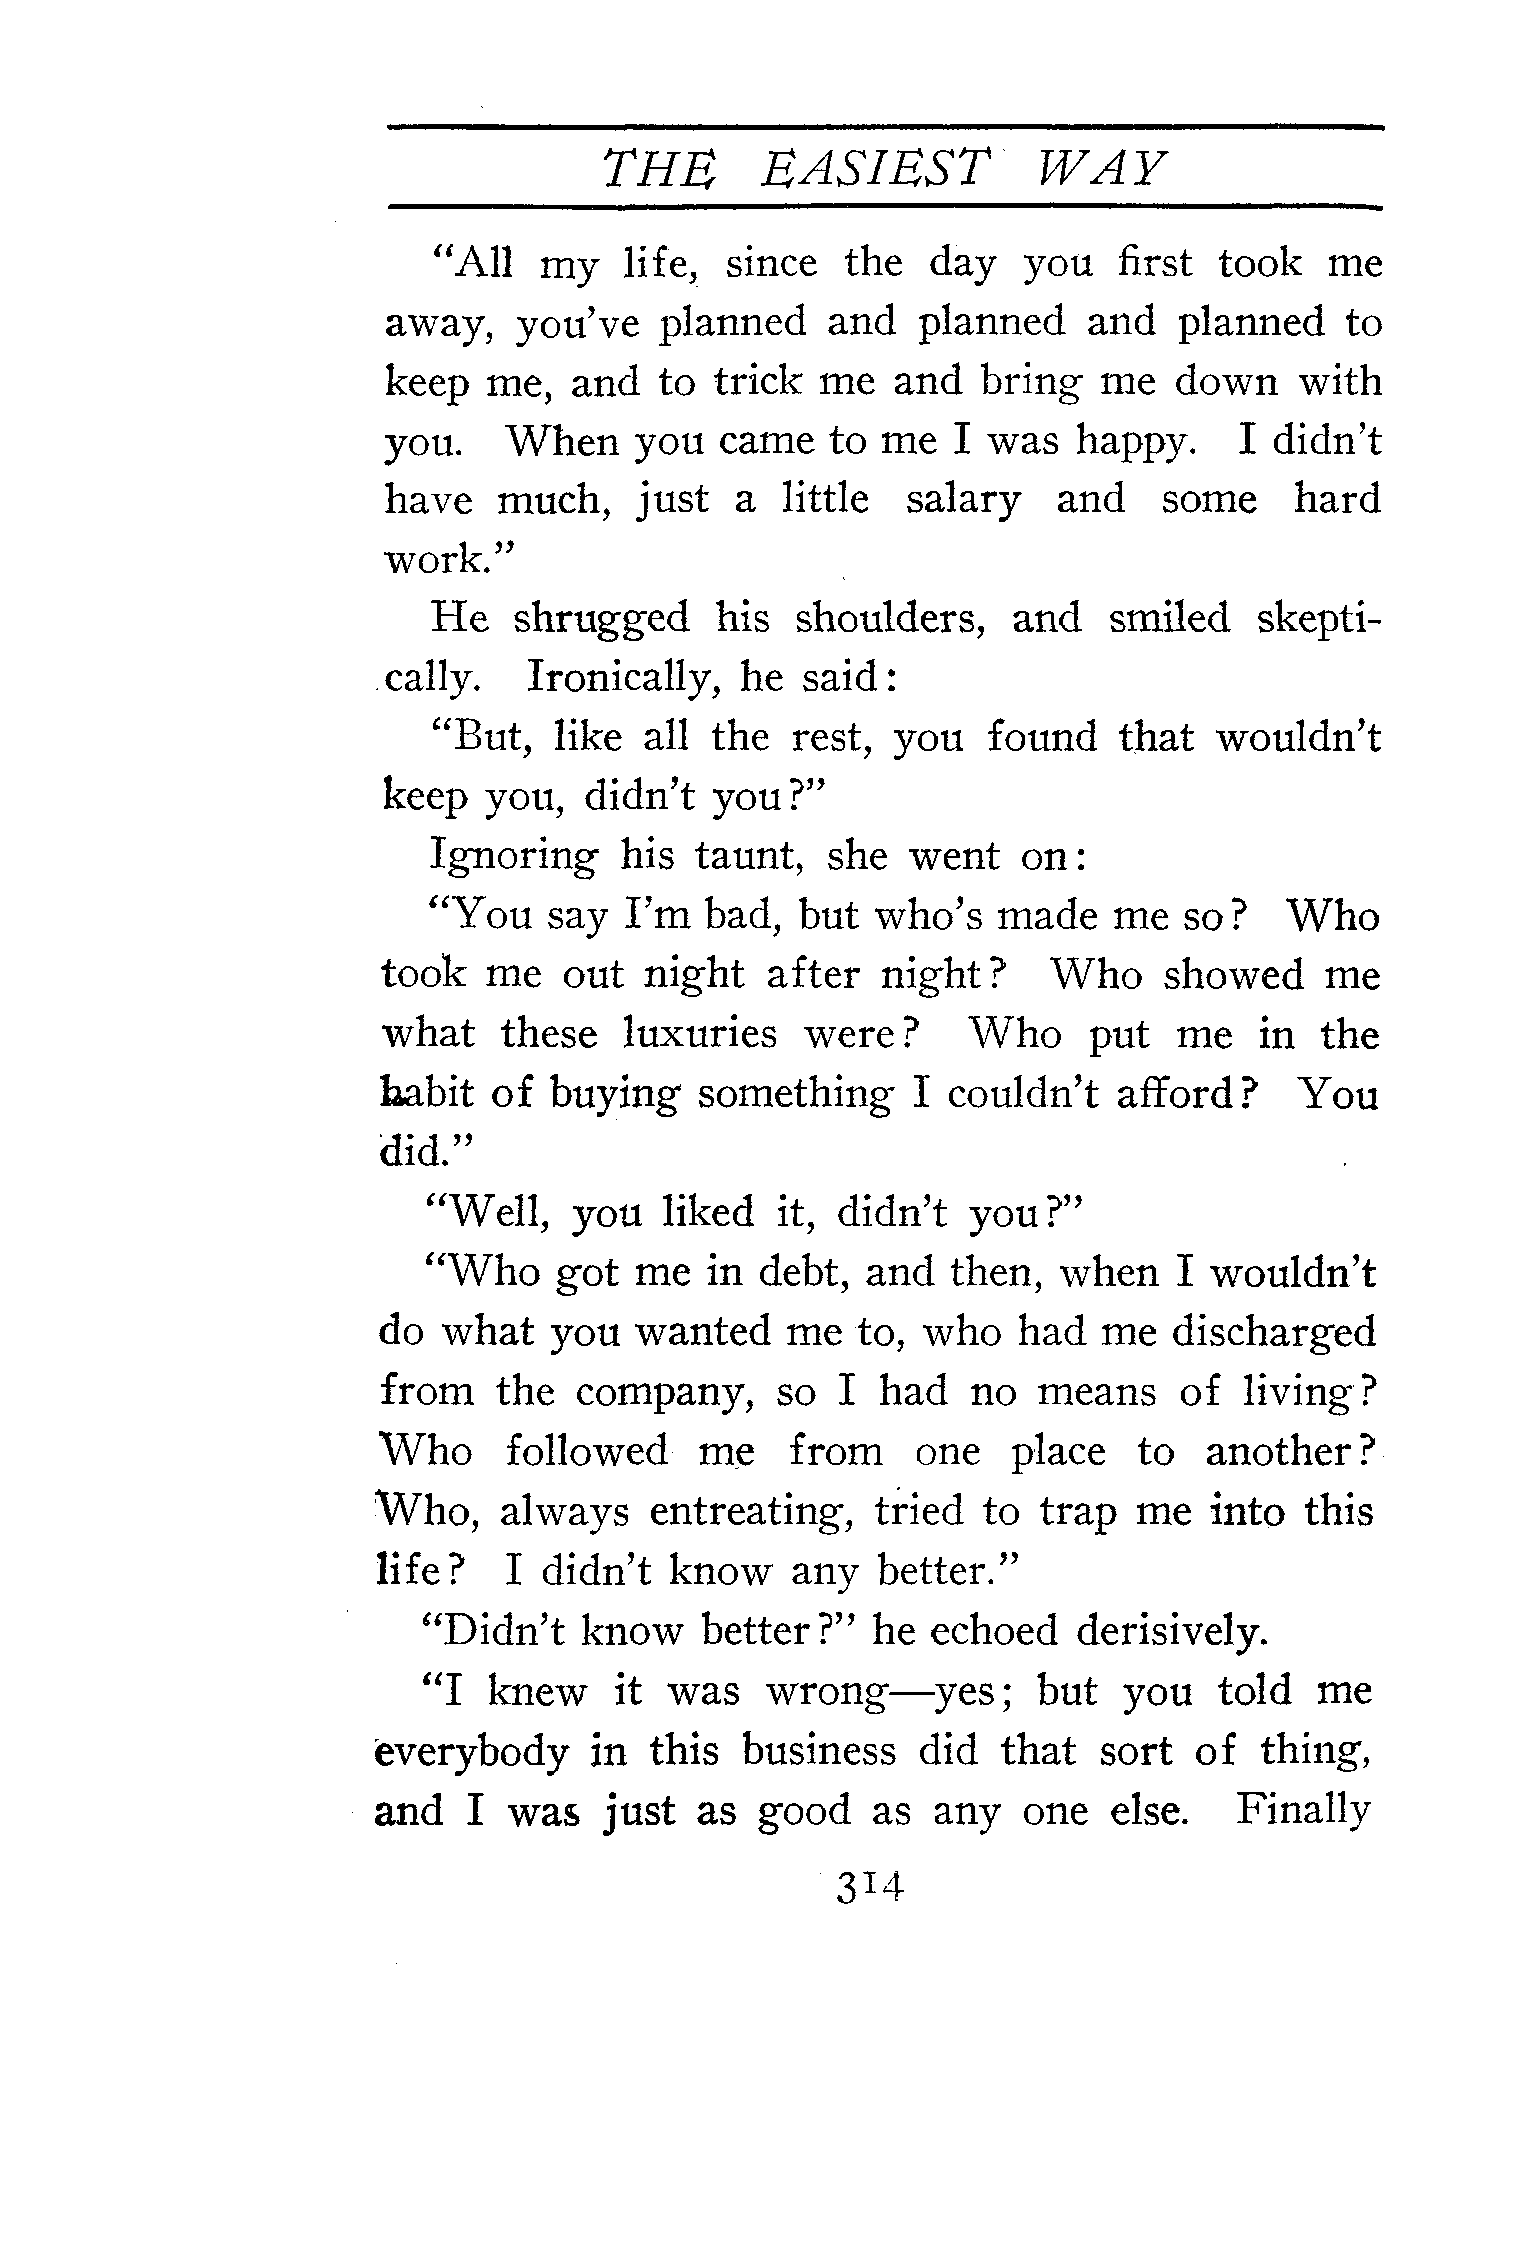 THE EASIEST WAY
“All my life, since the day you first took me
away, you’ve planned and planned and planned to
keep me, and to trick me and bring me down with
you. When you came to me I was happy. I didn’t
have much, just a little salary and some hard
work.”
He shrugged his shoulders, and smiled skepti-
cally. Ironically, he said:
“But, like all the rest, you found that wouldn’t
keep you, didn’t you?”
Ignoring his taunt, she went on:
“You say I’m bad, but who’s made me so? Who
took me out night after night? Who showed me
what these luxuries were? Who put me in the
habit of buying something I couldn’t afford? You
did.”
“Well, you liked it, didn’t you?”
“Who got me in debt, and then, when I wouldn’t
do what you wanted me to, who had me discharged
from the company, so I had no means of living?
Who followed me from one place to another?
Who, always entreating, tried to trap me into this
life? I didn’t know any better.”
“Didn’t know better?” he echoed derisively.
“I knew it was wrong—yes; but you told me
everybody in this business did that sort of thing,
and I was just as good as any one else. Finally
314